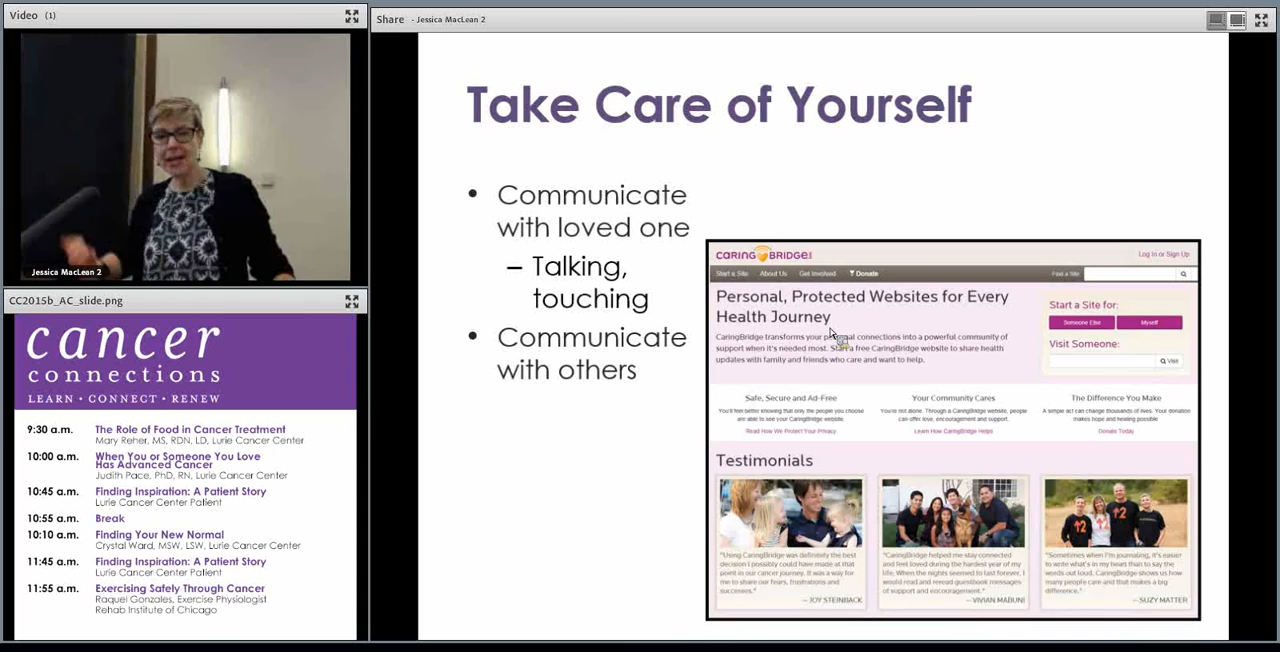 Video (1)
Jessica MacLean 2
CC2015b_AC_slide.png
cancer
connections
LEARN • CONNECT • RENEW
9:30 a.m. The Role of Food in Cancer Treatment
Mary Reher, MS, RDN, LD, Lurie Cancer Center
10:00 a.m. When You or Someone You Love
Has Advanced Cancer
Judith Pace, PhD, RN, Lurie Cancer Center
10:45 a.m. Finding Inspiration: A Patient Story
Lurie Cancer Center Patient
10:55 a.m. Break
10:10 a.m. Finding Your New Normal
Crystal Ward, MSW, LSW, Lurie Cancer Center
11:45 a.m. Finding Inspiration: A Patient Story
Lurie Cancer Center Patient
11:55 a.m. Exercising Safely Through Cancer
Raquel Gonzales, Exercise Physiologist
Rehab Institute of Chicago
Share - Jessica MacLean 2
Take Care of Yourself
• Communicate
with loved one
– Talking,
touching
• Communicate
with others
CARINGBRIDGE
Log In or Sign Up
Start a Site About Us Get Involved Donate Find a Site
Personal, Protected Websites for Every
Health Journey
CaringBridge transforms your personal connections into a powerful community of
support when it's needed most. a free CaringBridge website to share health
updates with family and friends who care and want to help.
Start a Site for:
Someone Else Myself
Visit Someone:
Visit
Safe, Secure and Ad-Free
You'll feel better knowing that only the people you choose
are able to see your CaringBridge website.
Read How We Protect Your Privacy
Your Community Cares
You're not alone. Through a CaringBridge website, people
can offer love, encouragement and support.
Learn How CaringBridge Helps
The Difference You Make
A simple act can change thousands of lives. Your donation
makes hope and healing possible
Donate Today
Testimonials
"Using CaringBridge was definitely the best
decision I possibly could have made at that
point in our cancer journey. It was a way for
me to share our fears, frustrations and
successes."
— JOY STEINBACK
"CaringBridge helped me stay connected
and feel loved during the hardest year of my
life. When the nights seemed to last forever, I
would read and reread guestbook messages
of support and encouragement."
— VIVIAN MABUNI
"Sometimes when I'm journaling, it's easier
to write what's in my heart than to say the
words out loud. CaringBridge shows us how
many people care and that makes a big
difference."
— SUZY MATTER